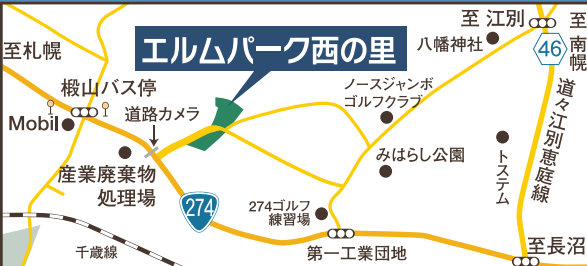 エルムパーク西の里
至 江別
八幡神社
46
至南幌
至札幌
椴山バス停
道路カメラ
Mobil
ノースジャンボ
ゴルフクラブ
道々江別恵庭線
産業廃棄物
処理場
みはらし公園
トステム
274
274ゴルフ
練習場
第一工業団地
千歳線
至長沼